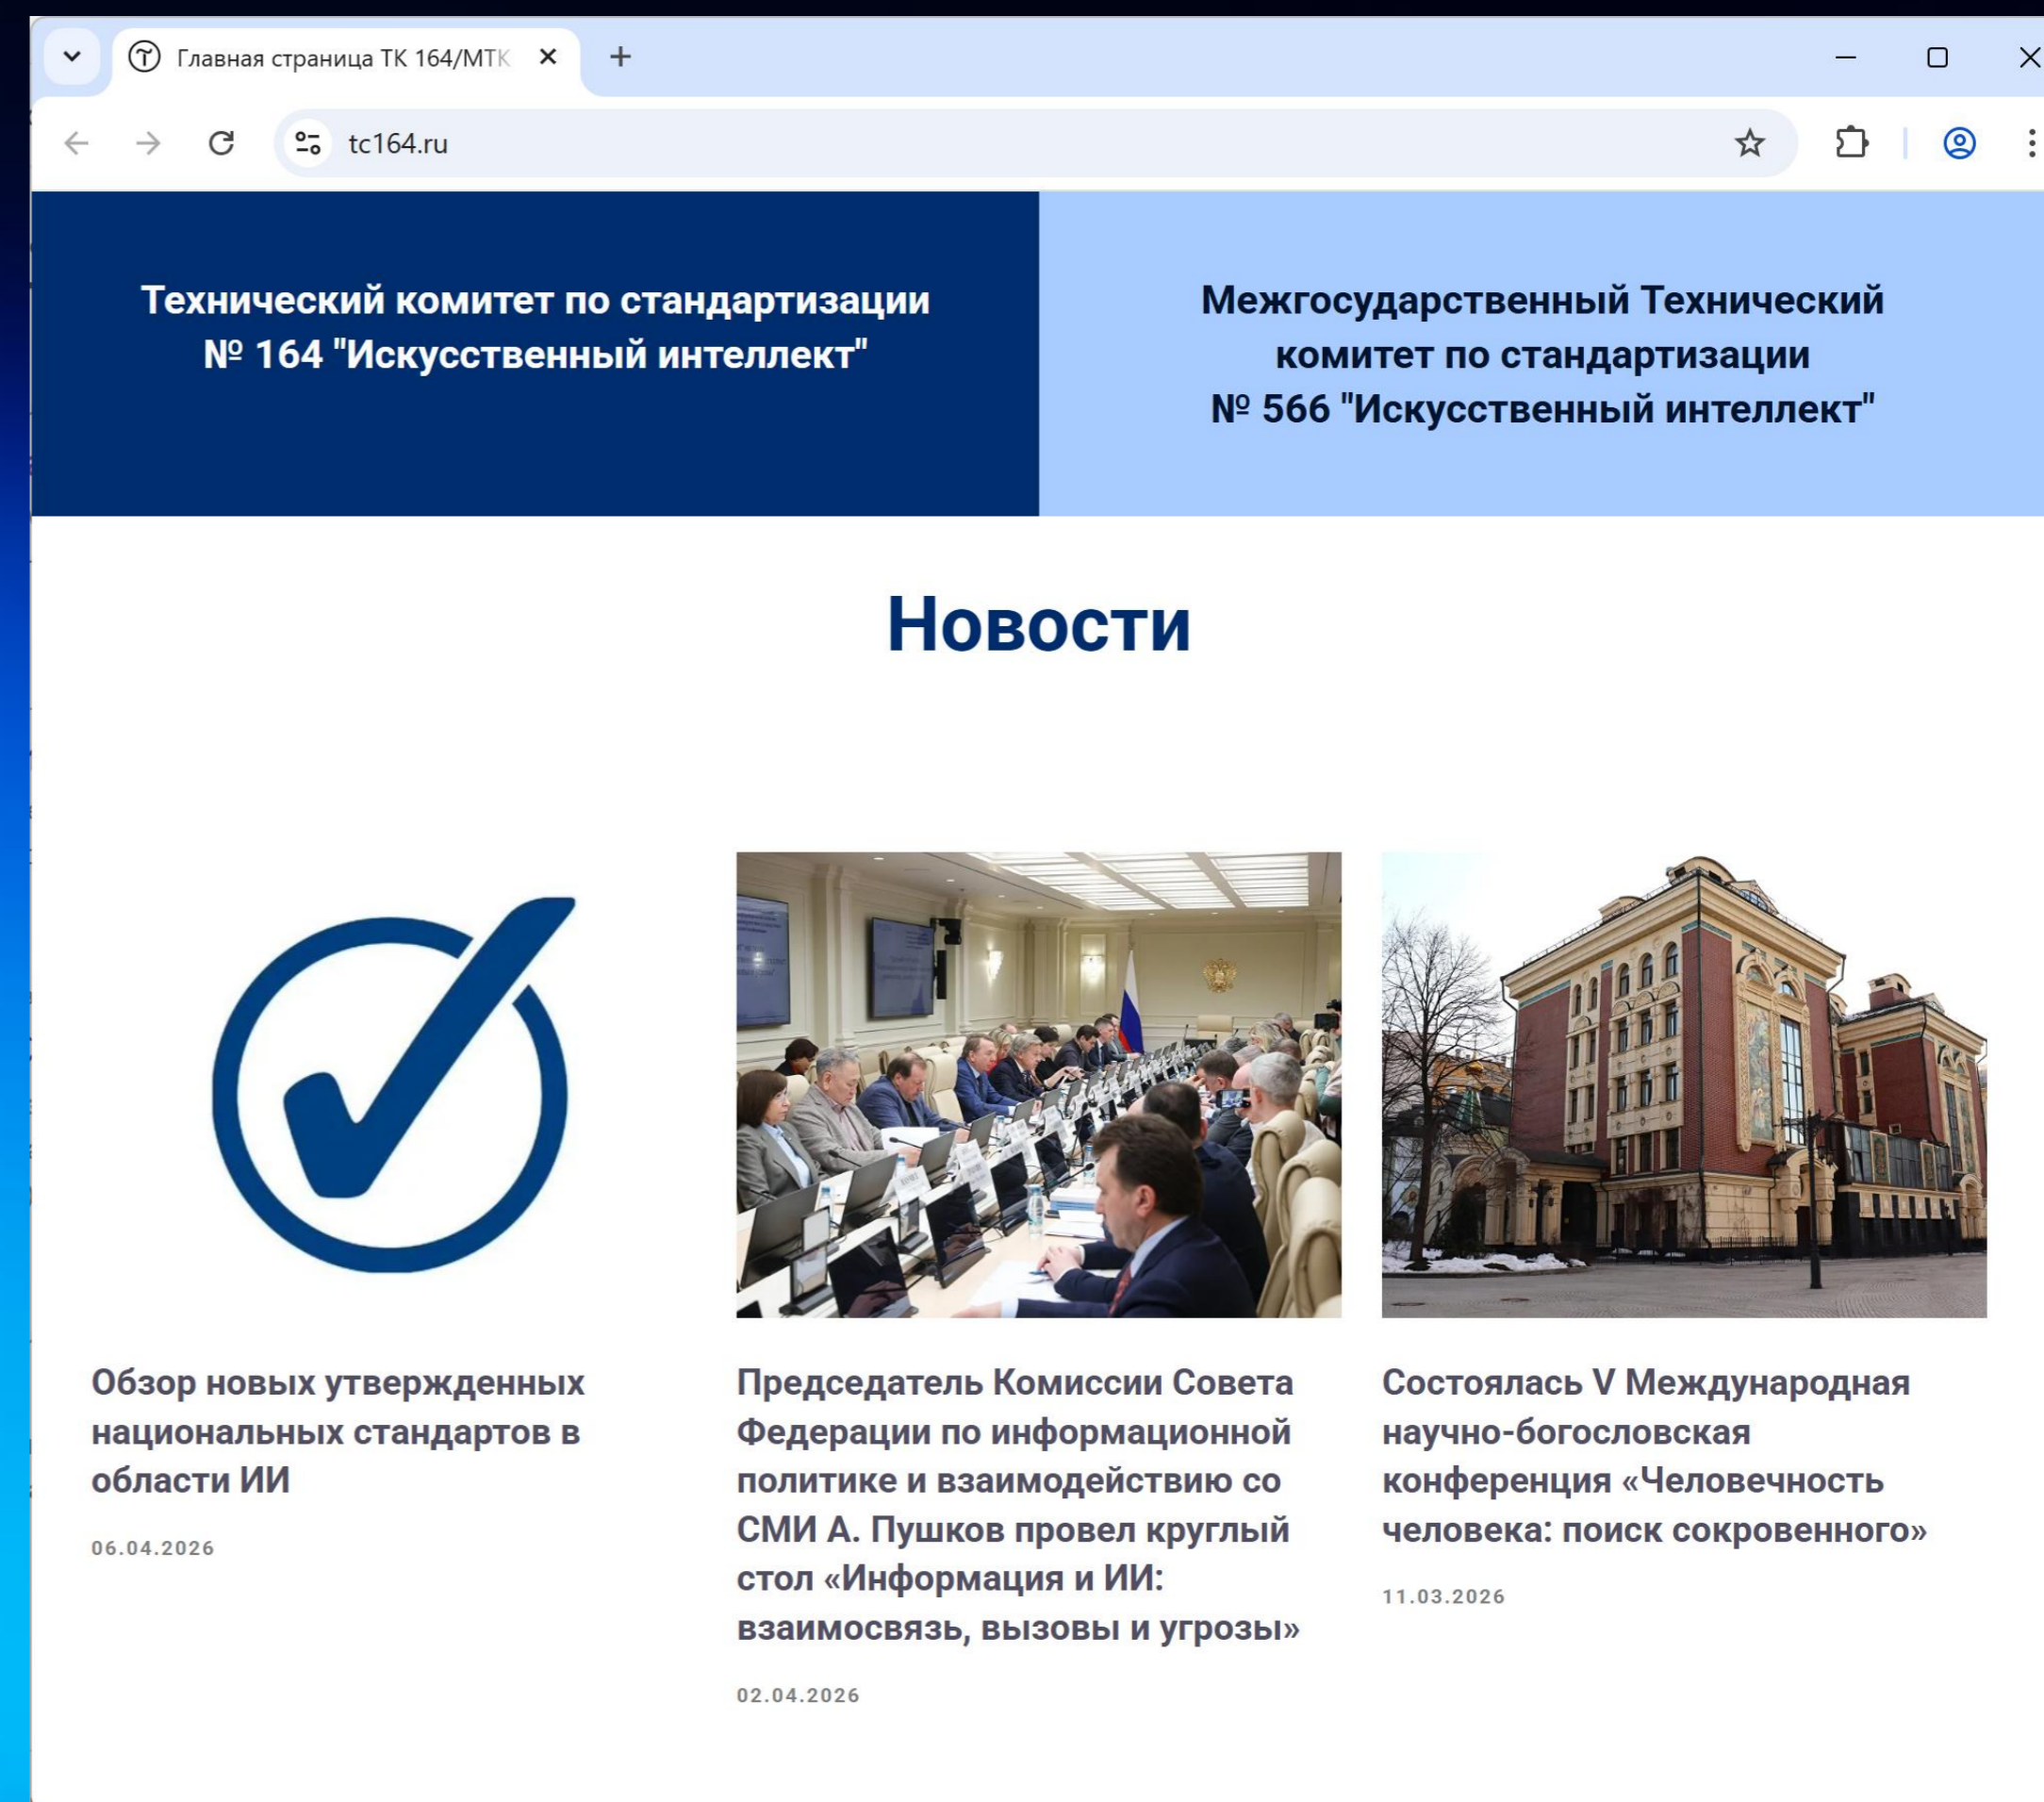 Главная страница ТК 164/МТК
tc164.ru
Технический комитет по стандартизации
№ 164 "Искусственный интеллект"
Межгосударственный Технический
комитет по стандартизации
№ 566 "Искусственный интеллект"
Новости
Обзор новых утвержденных
национальных стандартов в
области ИИ
06.04.2026
Председатель Комиссии Совета
Федерации по информационной
политике и взаимодействию со
СМИ А. Пушков провел круглый
стол «Информация и ИИ:
взаимосвязь, вызовы и угрозы»
02.04.2026
Состоялась V Международная
научно-богословская
конференция «Человечность
человека: поиск сокровенного»
11.03.2026